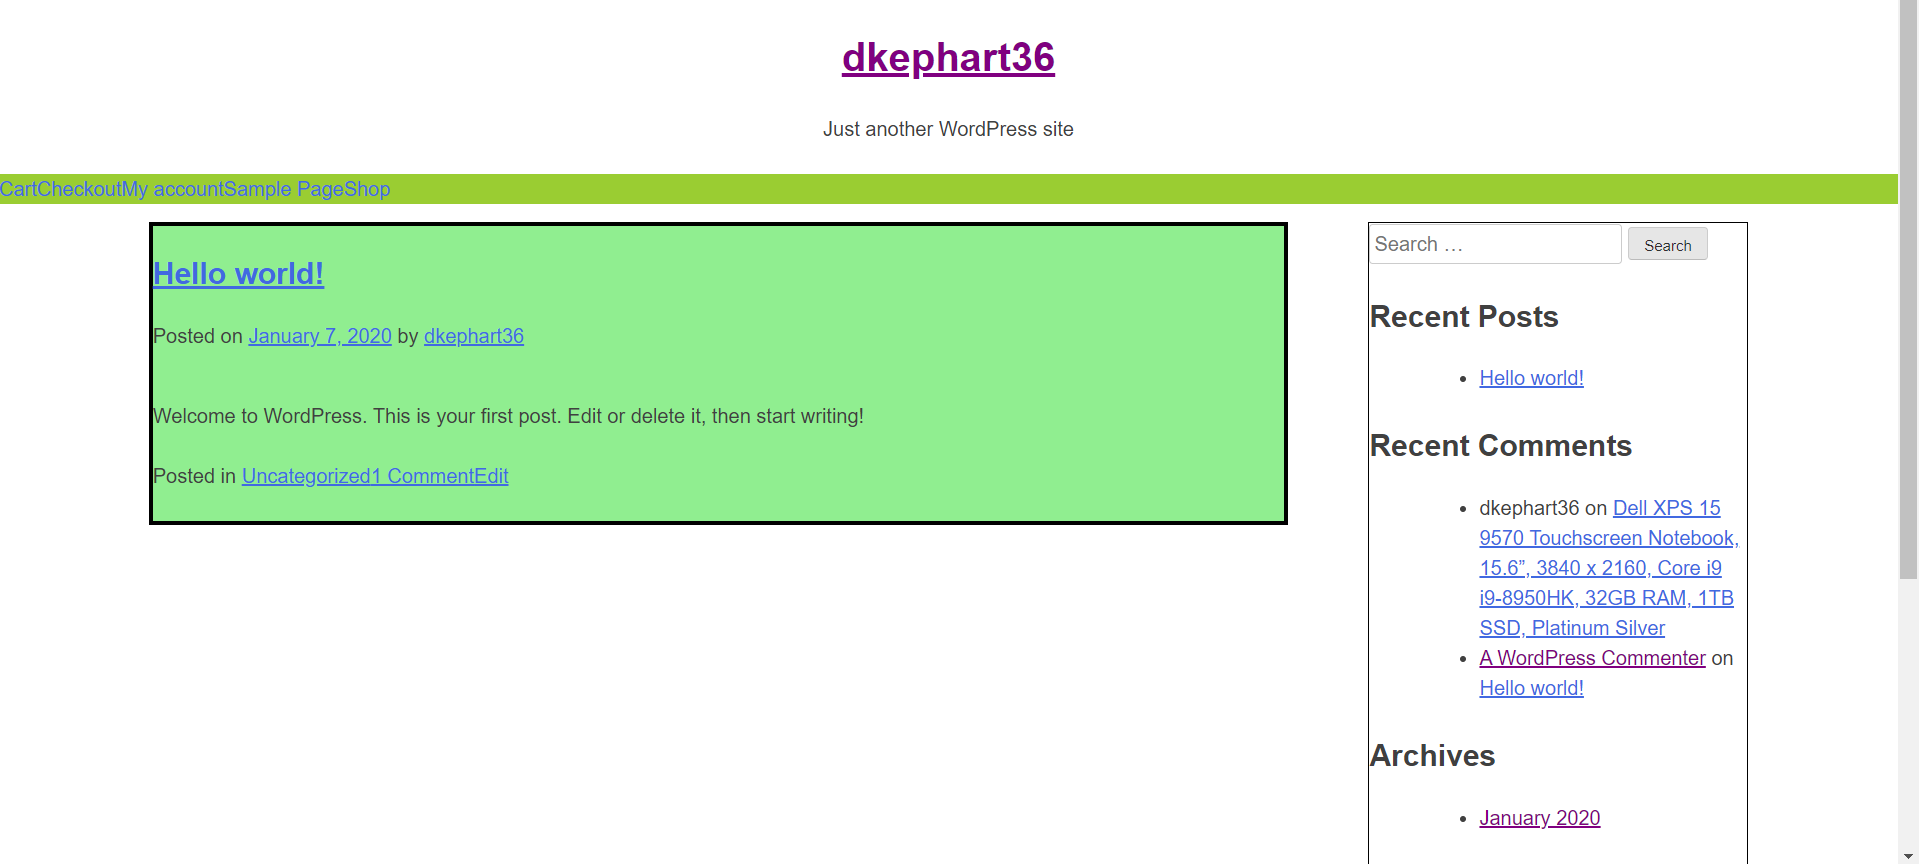 dkephart36
Just another WordPress site
CartCheckoutMy accountSample PageShop
Hello world!
Posted on January 7, 2020 by dkephart36
Welcome to WordPress. This is your first post. Edit or delete it, then start writing!
Posted in Uncategorized1 CommentEdit
Search …
Search
Recent Posts
Hello world!
Recent Comments
dkephart36 on Dell XPS 15
9570 Touchscreen Notebook,
15.6”, 3840 x 2160, Core i9
i9-8950HK, 32GB RAM, 1TB
SSD, Platinum Silver
A WordPress Commenter on
Hello world!
Archives
January 2020